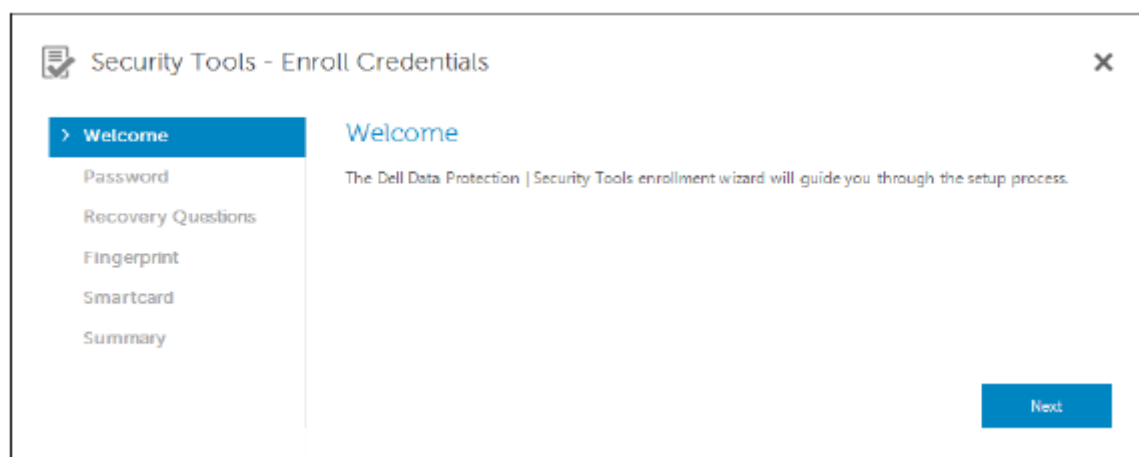 Security Tools - Enroll Credentials
Welcome
Password
Recovery Questions
Fingerprint
Smartcard
Summary
Welcome
The Dell Data Protection | Security Tools enrollment wizard will guide you through the setup process.
Next